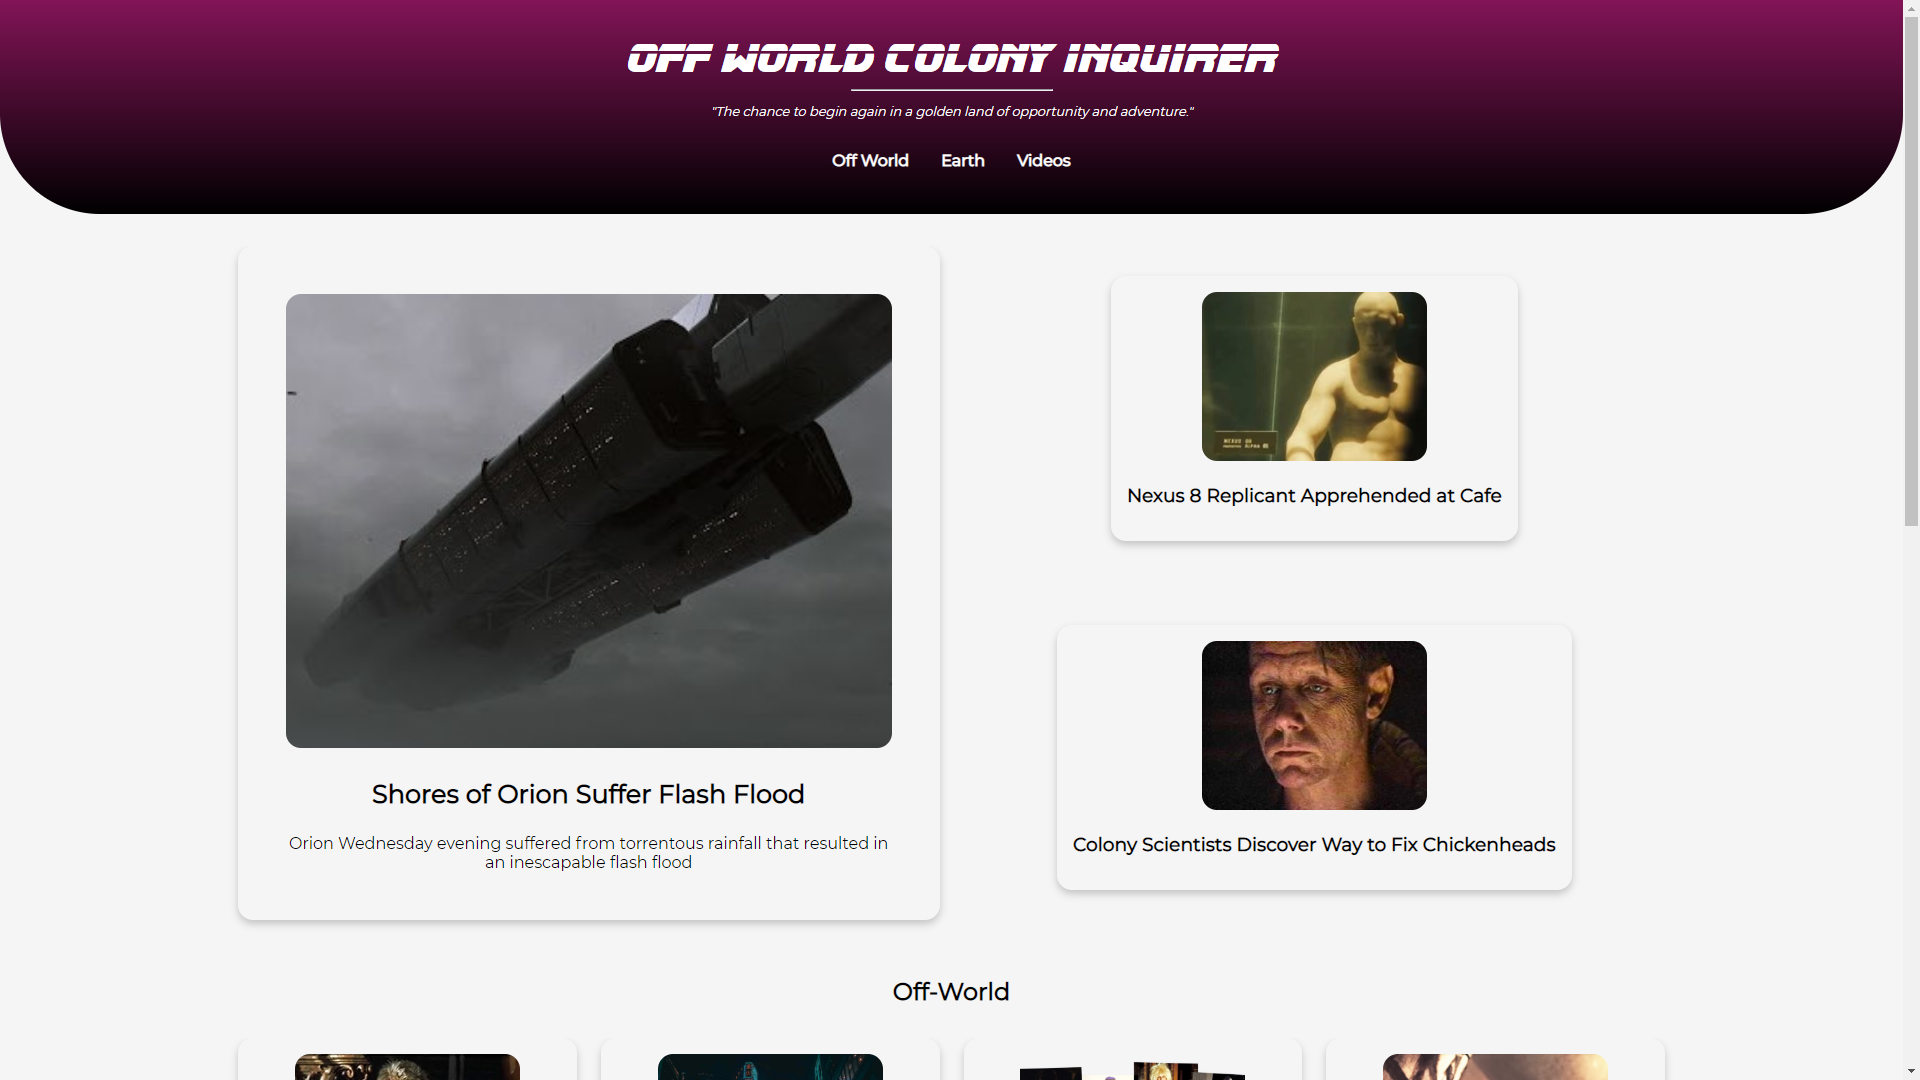 OFF WORLD COLONY INQUIRER
"The chance to begin again in a golden land of opportunity and adventure."
Off World Earth Videos
Nexus 8 Replicant Apprehended at Cafe
Colony Scientists Discover Way to Fix Chickenheads
Shores of Orion Suffer Flash Flood
Orion Wednesday evening suffered from torrentous rainfall that resulted in
an inescapable flash flood
Off-World